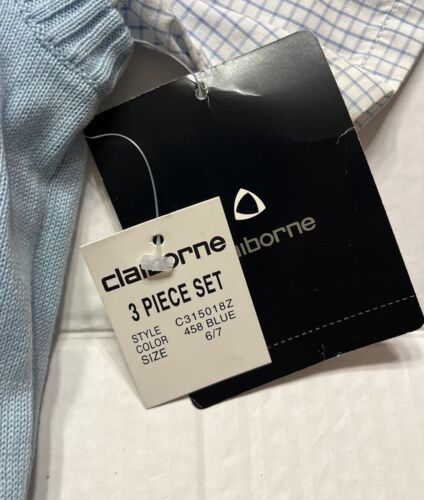 claiborne
claiborne
3 PIECE SET
STYLE C315018Z
COLOR 458 BLUE
SIZE 6/7